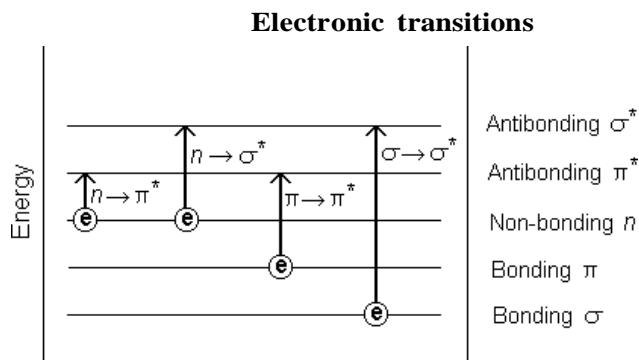 Electronic transitions
Energy
n → σ*
σ → σ*
n → π*
π → π*
e
e
e
e
Antibonding σ*
Antibonding π*
Non-bonding n
Bonding π
Bonding σ